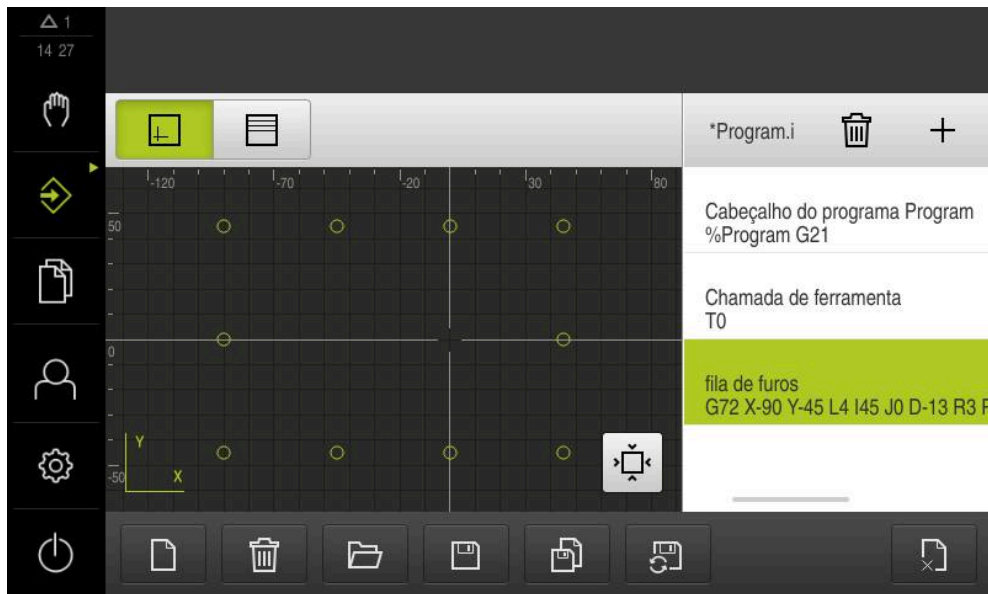 1
14 27
*Program.i
-120
-70
-20
30
80
50
0
-50
Y
X
Cabeçalho do programa Program
%Program G21
Chamada de ferramenta
T0
fila de furos
G72 X-90 Y-45 L4 I45 J0 D-13 R3